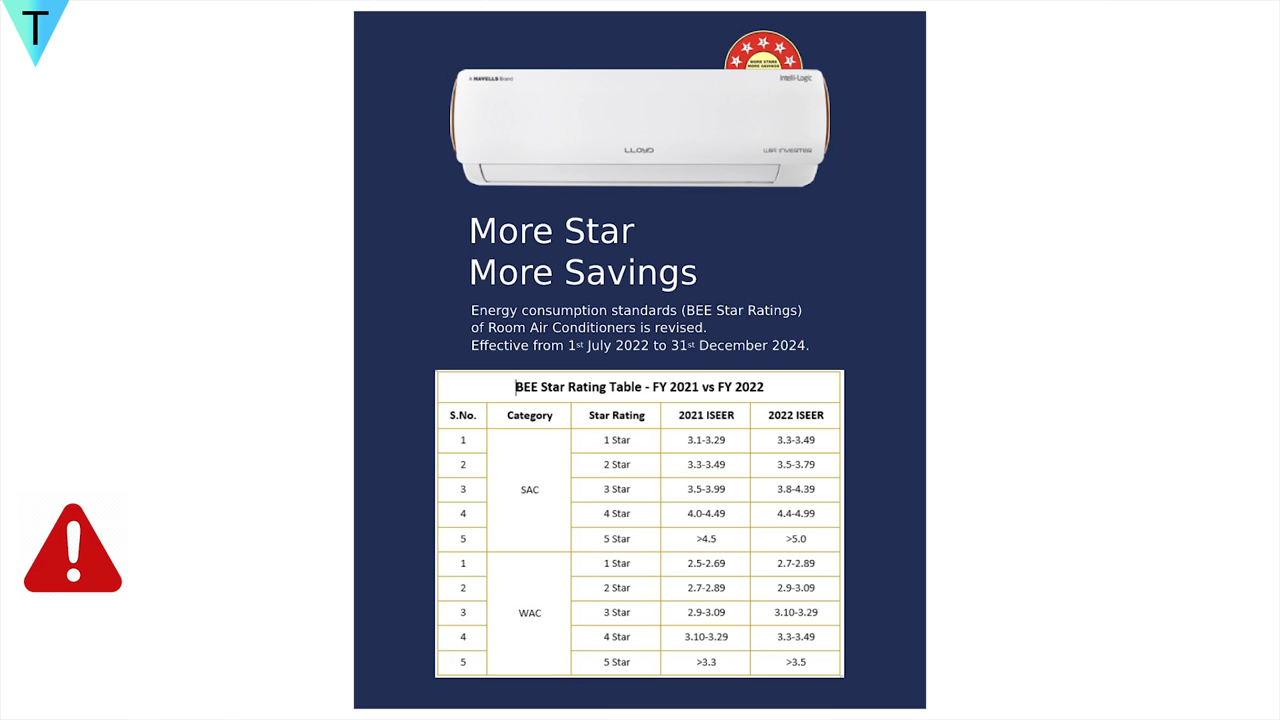 T
MORE STARS
MORE SAVINGS
A HAVELLS Brand
Intelli-Logic
LLOYD
WiFi INVERTER
More Star
More Savings
Energy consumption standards (BEE Star Ratings)
of Room Air Conditioners is revised.
Effective from 1st July 2022 to 31st December 2024.
BEE Star Rating Table - FY 2021 vs FY 2022
S.No. Category Star Rating 2021 ISEER 2022 ISEER
1 1 Star 3.1-3.29 3.3-3.49
2 2 Star 3.3-3.49 3.5-3.79
3 SAC 3 Star 3.5-3.99 3.8-4.39
4 4 Star 4.0-4.49 4.4-4.99
5 5 Star >4.5 >5.0
1 1 Star 2.5-2.69 2.7-2.89
2 2 Star 2.7-2.89 2.9-3.09
3 WAC 3 Star 2.9-3.09 3.10-3.29
4 4 Star 3.10-3.29 3.3-3.49
5 5 Star >3.3 >3.5